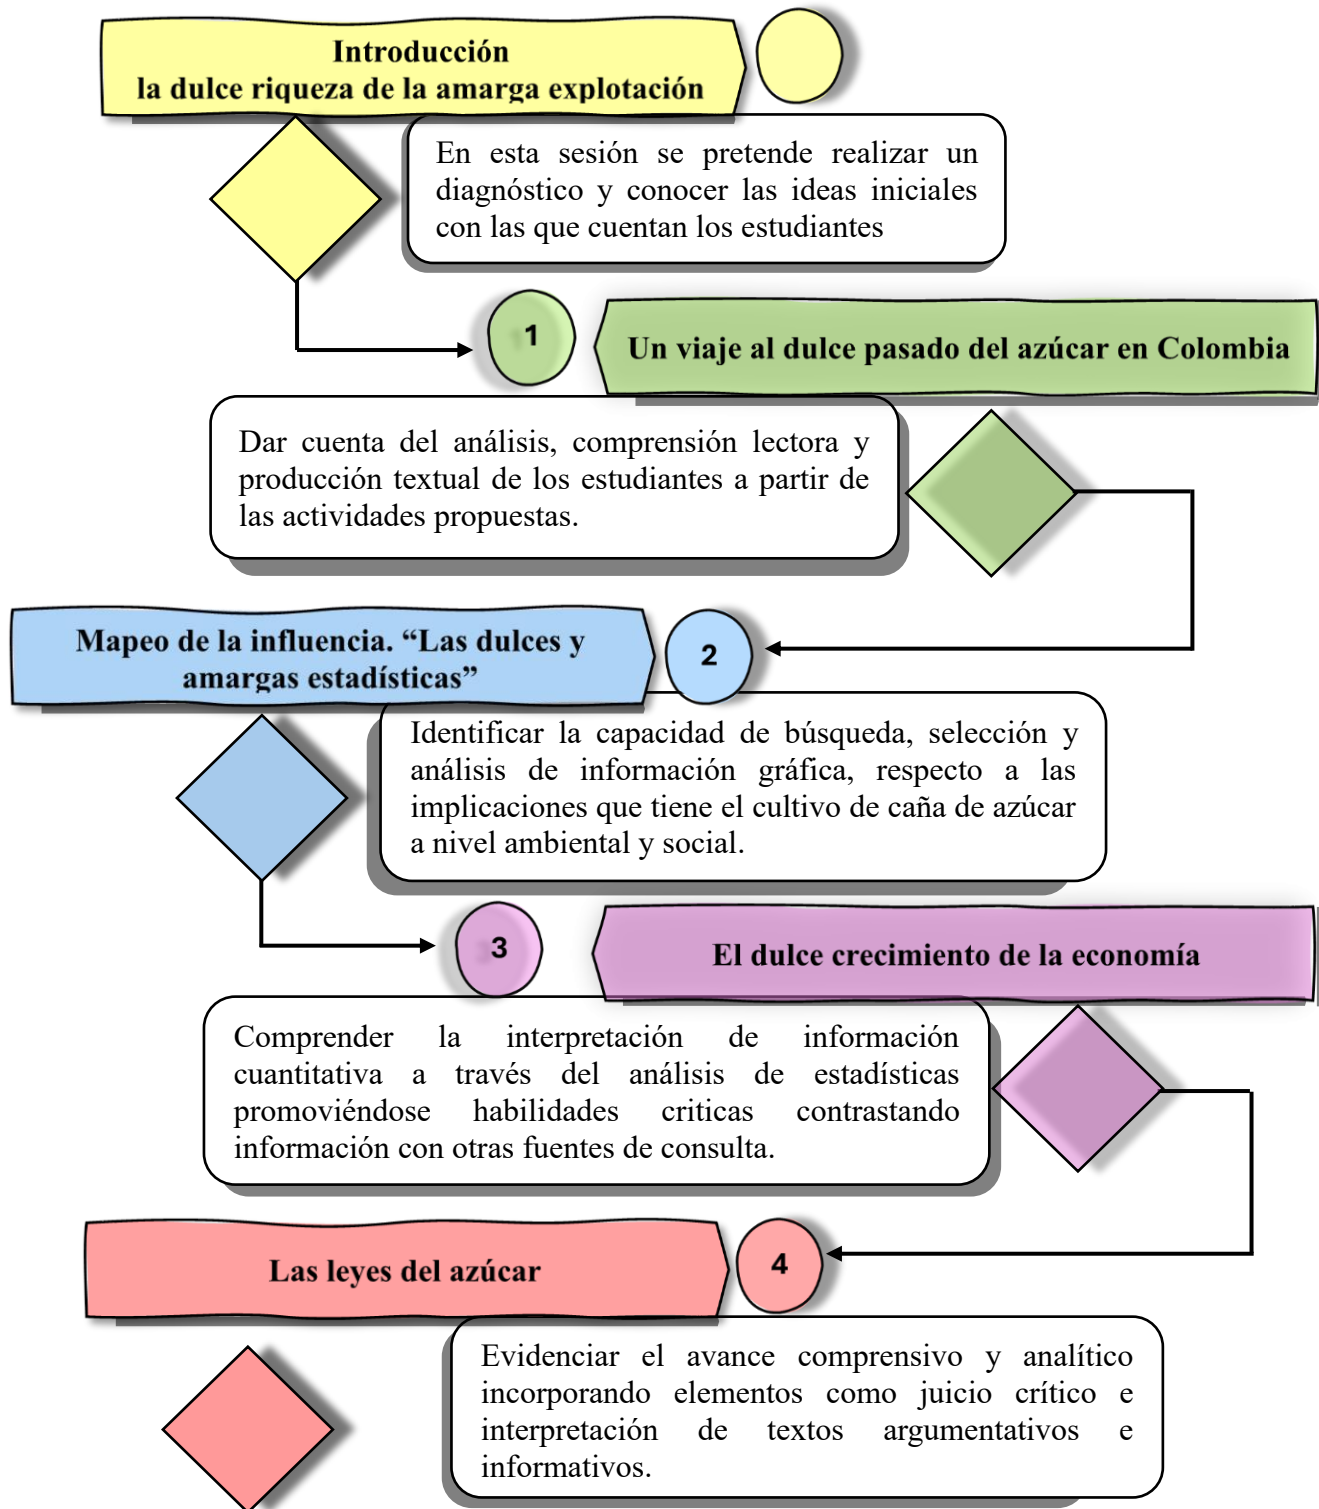 Introducción
la dulce riqueza de la amarga explotación
En esta sesión se pretende realizar un
diagnóstico y conocer las ideas iniciales
con las que cuentan los estudiantes
1
Un viaje al dulce pasado del azúcar en Colombia
Dar cuenta del análisis, comprensión lectora y
producción textual de los estudiantes a partir de
las actividades propuestas.
Mapeo de la influencia. “Las dulces y
amargas estadísticas”
2
Identificar la capacidad de búsqueda, selección y
análisis de información gráfica, respecto a las
implicaciones que tiene el cultivo de caña de azúcar
a nivel ambiental y social.
3
El dulce crecimiento de la economía
Comprender la interpretación de información
cuantitativa a través del análisis de estadísticas
promoviéndose habilidades criticas contrastando
información con otras fuentes de consulta.
Las leyes del azúcar
4
Evidenciar el avance comprensivo y analítico
incorporando elementos como juicio crítico e
interpretación de textos argumentativos e
informativos.